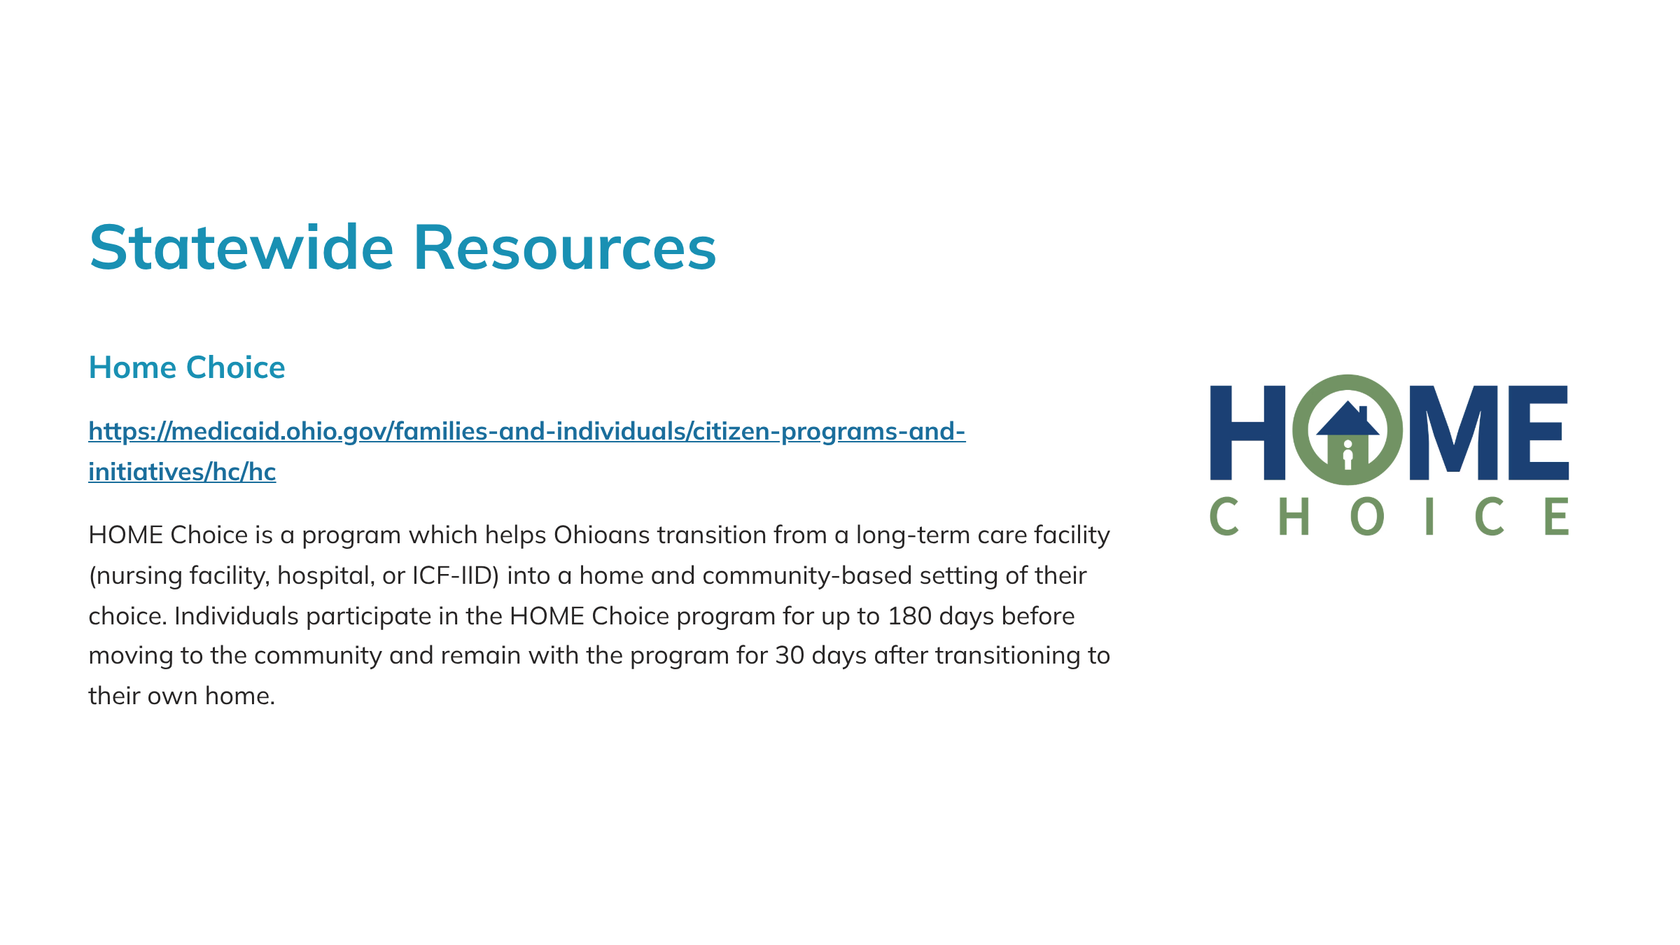 Statewide Resources
Home Choice
https://medicaid.ohio.gov/families-and-individuals/citizen-programs-and-
initiatives/hc/hc
HOME Choice is a program which helps Ohioans transition from a long-term care facility
(nursing facility, hospital, or ICF-IID) into a home and community-based setting of their
choice. Individuals participate in the HOME Choice program for up to 180 days before
moving to the community and remain with the program for 30 days after transitioning to
their own home.
HOME
CHOICE